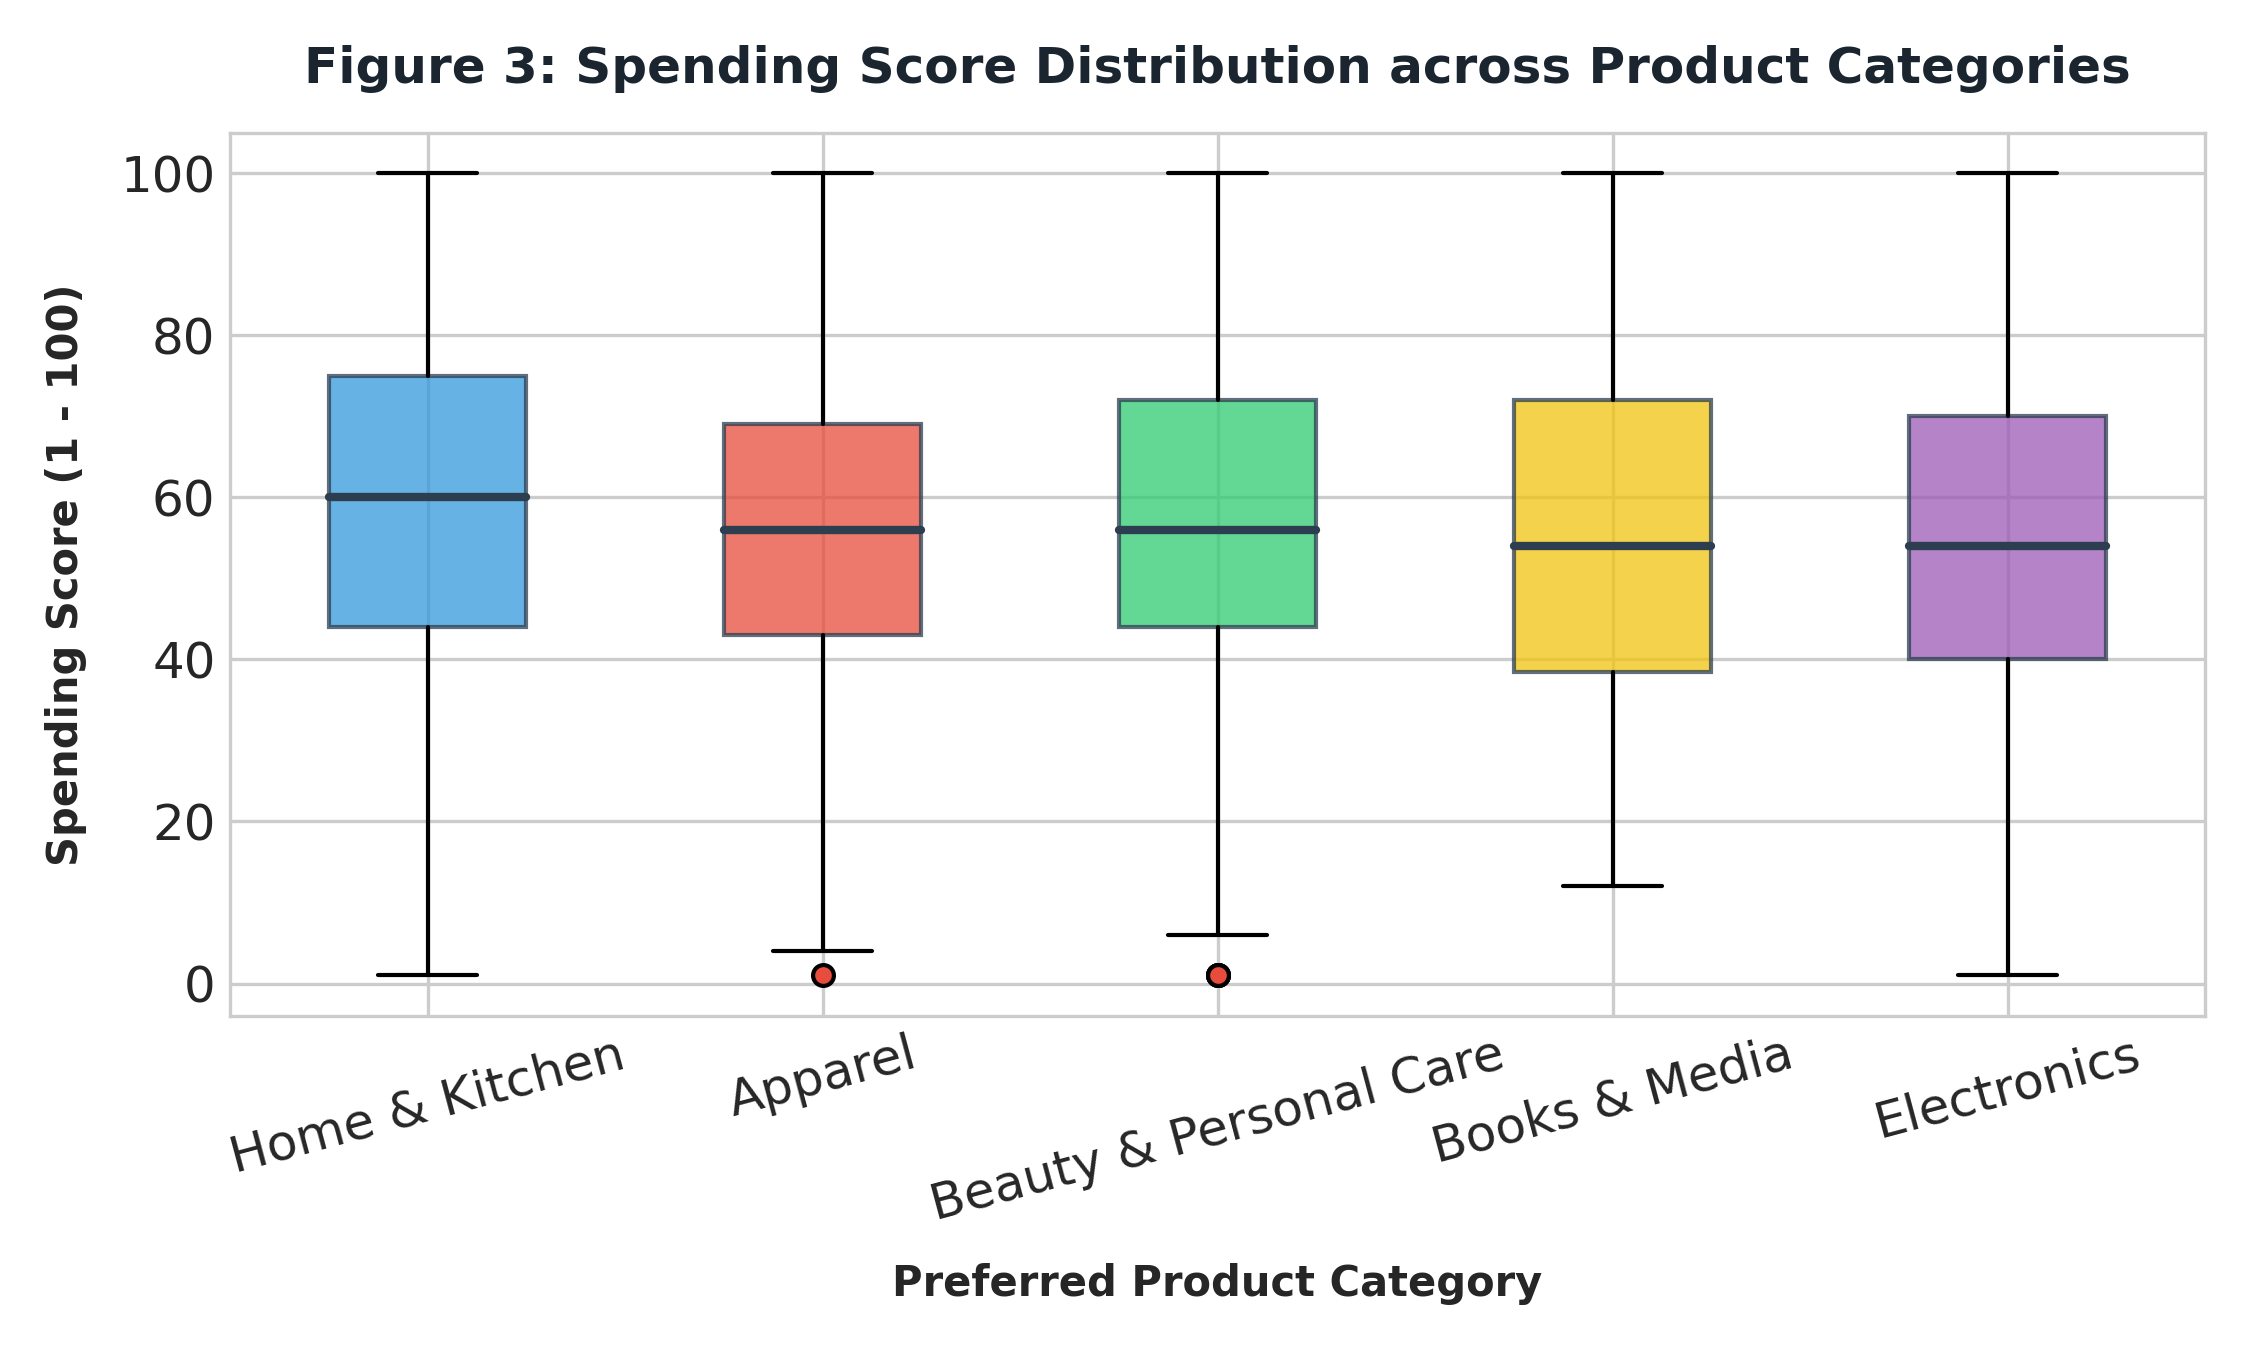 Figure 3: Spending Score Distribution across Product Categories
Spending Score (1 - 100)
100
80
60
40
20
0
Home & Kitchen
Apparel
Beauty & Personal Care
Books & Media
Electronics
Preferred Product Category